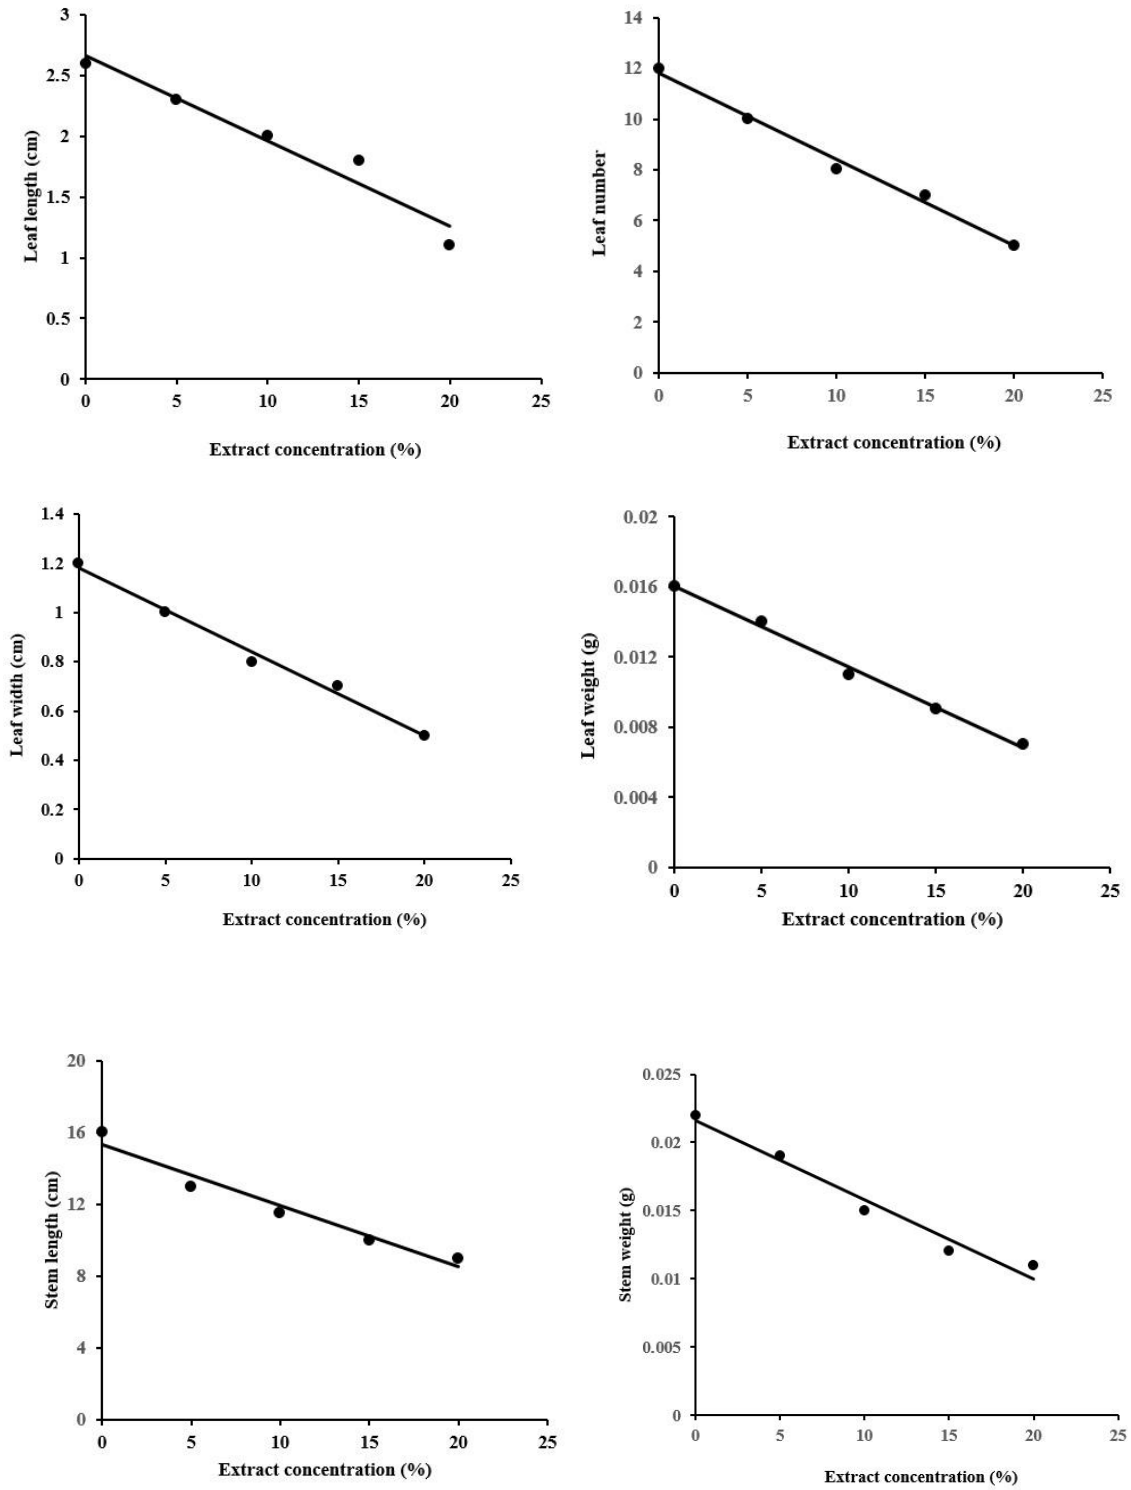 3
2.5
2
1.5
1
0.5
0
0 5 10 15 20 25
Leaf length (cm)
Extract concentration (%)
14
12
10
8
6
4
2
0
0 5 10 15 20 25
Leaf number
Extract concentration (%)
1.4
1.2
1
0.8
0.6
0.4
0.2
0
0 5 10 15 20 25
Leaf width (cm)
Extract concentration (%)
0.02
0.016
0.012
0.008
0.004
0
0 5 10 15 20 25
Leaf weight (g)
Extract concentration (%)
20
16
12
8
4
0
0 5 10 15 20 25
Stem length (cm)
Extract concentration (%)
0.025
0.02
0.015
0.01
0.005
0
0 5 10 15 20 25
Stem weight (g)
Extract concentration (%)